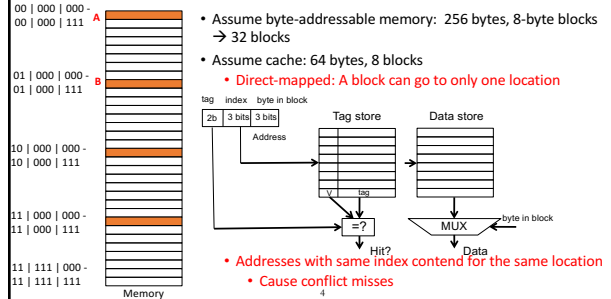 00 | 000 | 000 -
00 | 000 | 111
A
01 | 000 | 000 -
01 | 000 | 111
B
10 | 000 | 000 -
10 | 000 | 111
11 | 000 | 000 -
11 | 000 | 111
11 | 111 | 000 -
11 | 111 | 111
Memory
• Assume byte-addressable memory: 256 bytes, 8-byte blocks
→ 32 blocks
• Assume cache: 64 bytes, 8 blocks
• Direct-mapped: A block can go to only one location
tag index byte in block
2b 3 bits 3 bits
Address
Tag store
Data store
V tag
=?
MUX
byte in block
Hit?
Data
• Addresses with same index contend for the same location
• Cause conflict misses
4